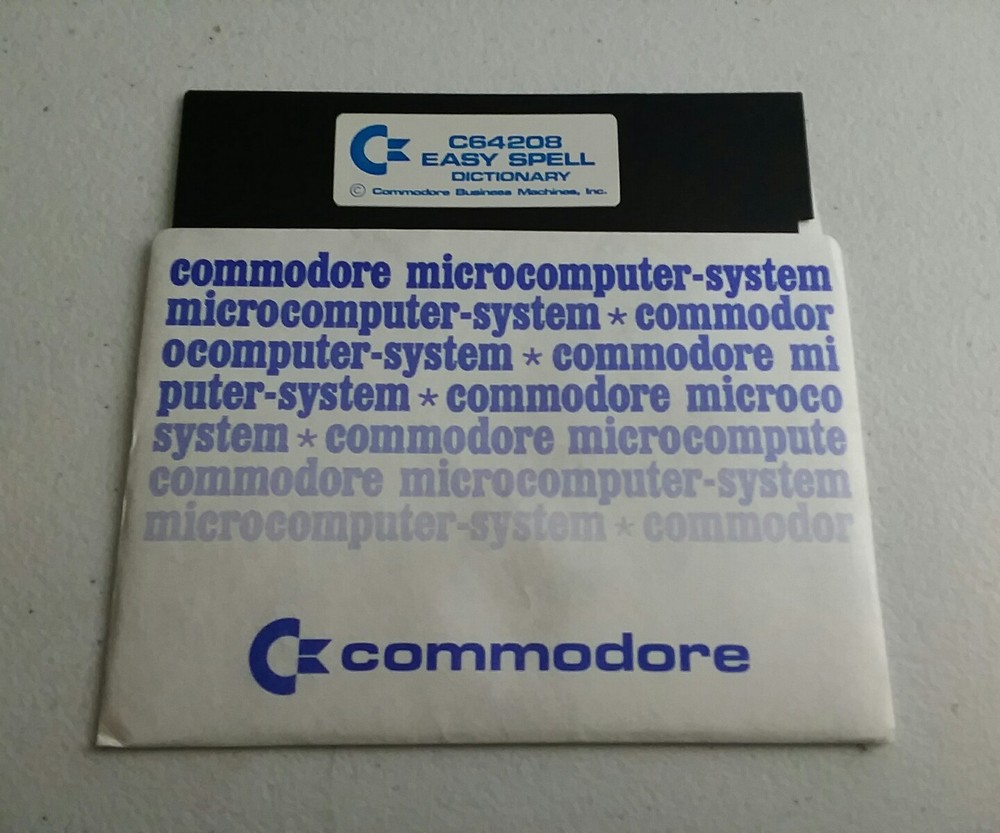 C64208
EASY SPELL
DICTIONARY
© Commodore Business Machines, Inc.
commodore microcomputer-system
microcomputer-system * commodor
ocomputer-system * commodore mi
puter-system * commodore microco
system * commodore microcompute
commodore microcomputer-system
microcomputer-system * commodor
commodore